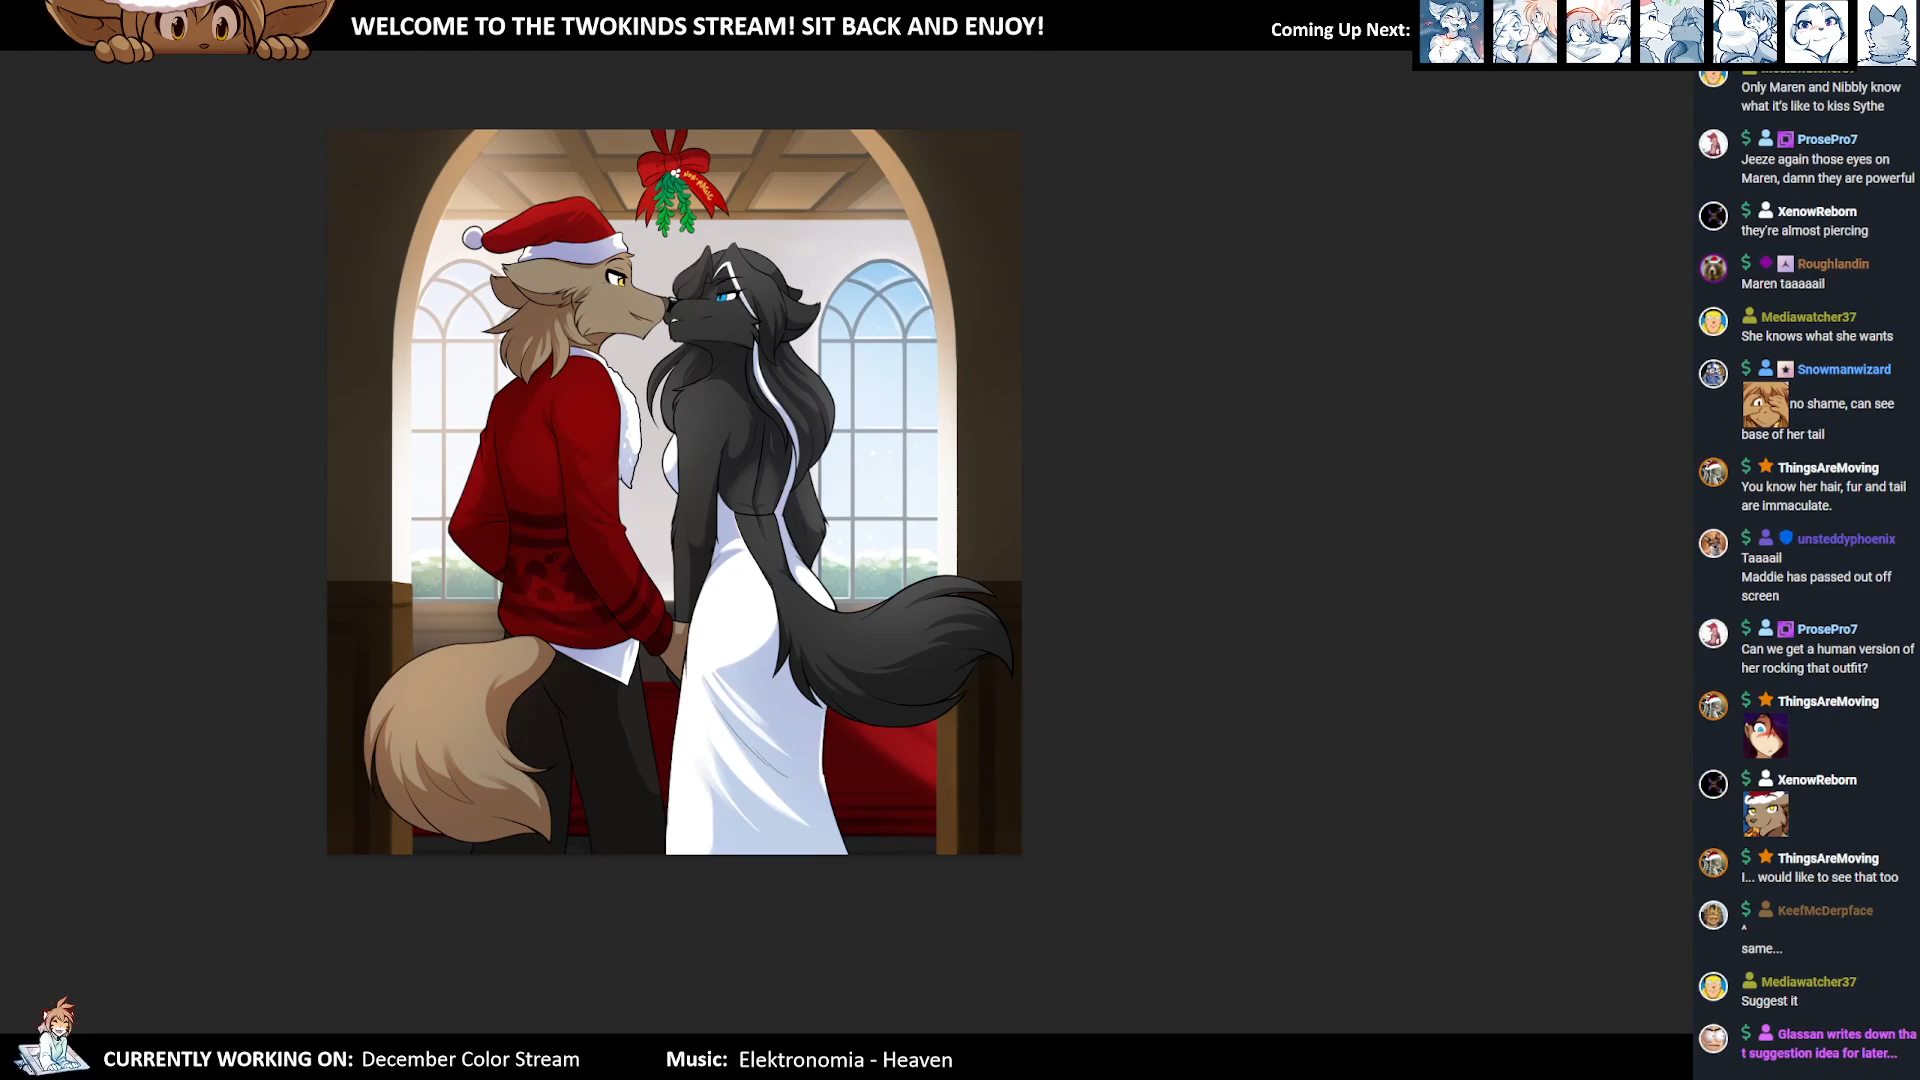 WELCOME TO THE TWOKINDS STREAM! SIT BACK AND ENJOY!
Coming Up Next:
NON-MAGIC
Only Maren and Nibbly know
what it's like to kiss Sythe
ProsePro7
Jeeze again those eyes on
Maren, damn they are powerful
XenowReborn
they're almost piercing
Roughlandin
Maren taaaaail
Mediawatcher37
She knows what she wants
Snowmanwizard
no shame, can see
base of her tail
ThingsAreMoving
You know her hair, fur and tail
are immaculate.
unsteddyphoenix
Taaaail
Maddie has passed out off
screen
ProsePro7
Can we get a human version of
her rocking that outfit?
ThingsAreMoving
XenowReborn
ThingsAreMoving
I... would like to see that too
KeefMcDerpface
^
same...
Mediawatcher37
Suggest it
Glassan writes down tha
t suggestion idea for later...
CURRENTLY WORKING ON: December Color Stream
Music: Elektronomia - Heaven